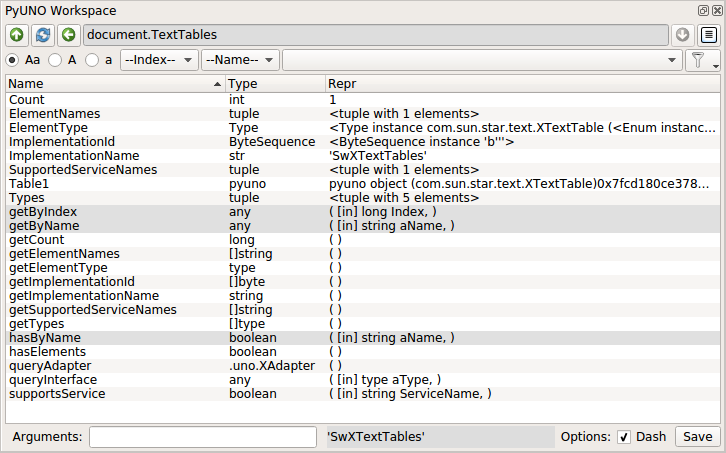 PyUNO Workspace
document.TextTables
Aa A a --Index-- --Name--
Name Type Repr
Count int 1
ElementNames tuple <tuple with 1 elements>
ElementType Type <Type instance com.sun.star.text.XTextTable (<Enum instanc...
ImplementationId ByteSequence <ByteSequence instance 'b'''>
ImplementationName str 'SwXTextTables'
SupportedServiceNames tuple <tuple with 1 elements>
Table1 pyuno pyuno object (com.sun.star.text.XTextTable)0x7fcd180ce378...
Types tuple <tuple with 5 elements>
getByIndex any ( [in] long Index, )
getByName any ( [in] string aName, )
getCount long ( )
getElementNames []string ( )
getElementType type ( )
getImplementationId []byte ( )
getImplementationName string ( )
getSupportedServiceNames []string ( )
getTypes []type ( )
hasByName boolean ( [in] string aName, )
hasElements boolean ( )
queryAdapter .uno.XAdapter ( )
queryInterface any ( [in] type aType, )
supportsService boolean ( [in] string ServiceName, )
Arguments: 'SwXTextTables' Options: Dash Save